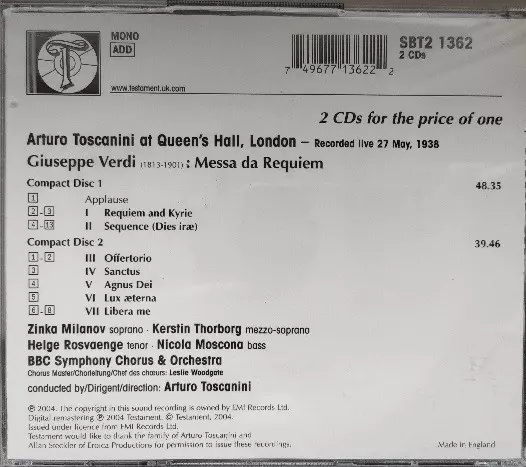 MONO
ADD
www.testament.uk.com
7 49677 13622 2
SBT2 1362
2 CDs
2 CDs for the price of one
Arturo Toscanini at Queen's Hall, London – Recorded live 27 May, 1938
Giuseppe Verdi (1813-1901) : Messa da Requiem
Compact Disc 1 48.35
1 Applause
2 - 3 I Requiem and Kyrie
4 - 13 II Sequence (Dies iræ)
Compact Disc 2 39.46
1 - 2 III Offertorio
3 IV Sanctus
4 V Agnus Dei
5 VI Lux æterna
6 - 8 VII Libera me
Zinka Milanov soprano · Kerstin Thorborg mezzo-soprano
Helge Rosvaenge tenor · Nicola Moscona bass
BBC Symphony Chorus & Orchestra
Chorus Master/Chorleitung/Chef des chœurs: Leslie Woodgate
conducted by/Dirigent/direction: Arturo Toscanini
℗ 2004. The copyright in this sound recording is owned by EMI Records Ltd.
Digital remastering ℗ 2004 Testament. © Testament, 2004.
Issued under licence from EMI Records Ltd.
Testament would like to thank the family of Arturo Toscanini and
Allan Steckler of Eroica Productions for permission to issue these recordings.
Made in England